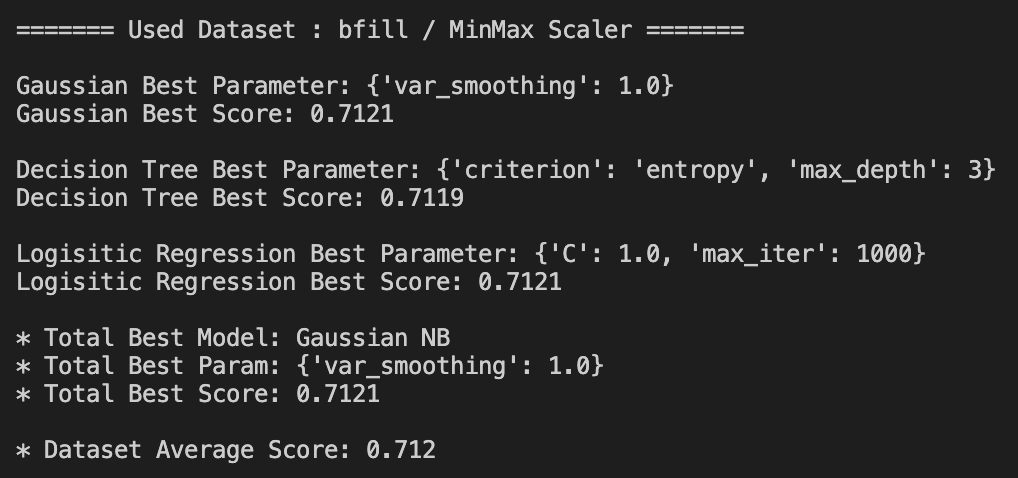 ======= Used Dataset : bfill / MinMax Scaler =======
Gaussian Best Parameter: {'var_smoothing': 1.0}
Gaussian Best Score: 0.7121
Decision Tree Best Parameter: {'criterion': 'entropy', 'max_depth': 3}
Decision Tree Best Score: 0.7119
Logisitic Regression Best Parameter: {'C': 1.0, 'max_iter': 1000}
Logisitic Regression Best Score: 0.7121
* Total Best Model: Gaussian NB
* Total Best Param: {'var_smoothing': 1.0}
* Total Best Score: 0.7121
* Dataset Average Score: 0.712